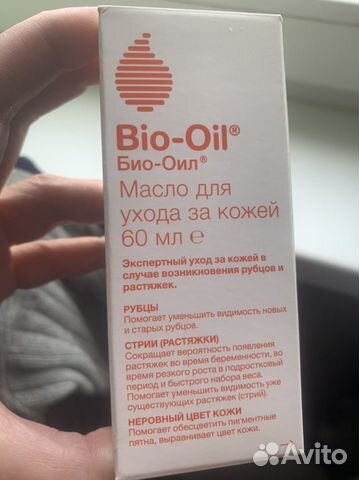 Bio-Oil®
Био-Оил®
Масло для
ухода за кожей
60 мл e
Экспертный уход за кожей в
случае возникновения рубцов и
растяжек.
РУБЦЫ
Помогает уменьшить видимость новых
и старых рубцов.
СТРИИ (РАСТЯЖКИ)
Сокращает вероятность появления
растяжек во время беременности, во
время резкого роста в подростковый
период и быстрого набора веса.
Помогает уменьшить видимость уже
существующих растяжек (стрий).
НЕРОВНЫЙ ЦВЕТ КОЖИ
Помогает обесцветить пигментные
пятна, выравнивает цвет кожи.
Avito